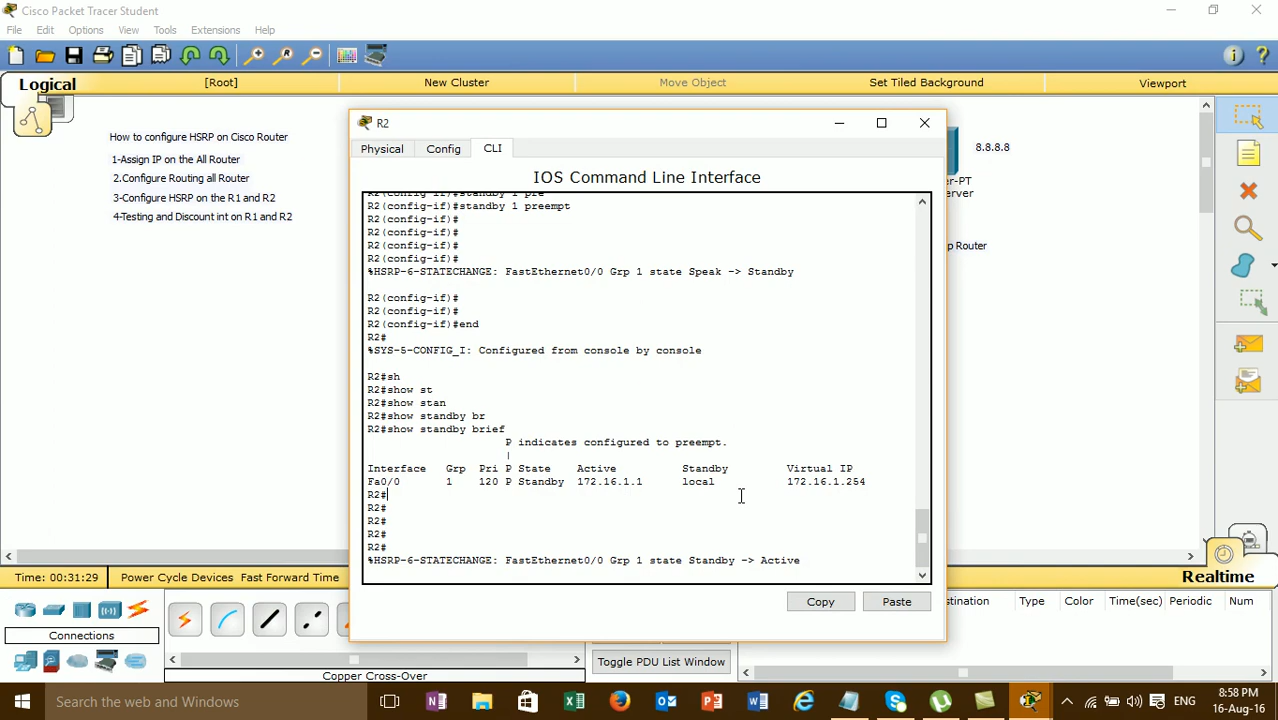 Cisco Packet Tracer Student
File Edit Options View Tools Extensions Help
Logical [Root] New Cluster Move Object Set Tiled Background Viewport
How to configure HSRP on Cisco Router
1-Assign IP on the All Router
2.Configure Routing all Router
3-Configure HSRP on the R1 and R2
4-Testing and Discount int on R1 and R2
8.8.8.8
er-PT
erver
p Router
R2
Physical Config CLI
IOS Command Line Interface
R2(config-if)#standby 1 pre
R2(config-if)#standby 1 preempt
R2(config-if)#
R2(config-if)#
R2(config-if)#
R2(config-if)#
%HSRP-6-STATECHANGE: FastEthernet0/0 Grp 1 state Speak -> Standby
R2(config-if)#
R2(config-if)#
R2(config-if)#end
R2#
%SYS-5-CONFIG_I: Configured from console by console
R2#sh
R2#show st
R2#show stan
R2#show standby br
R2#show standby brief
P indicates configured to preempt.
|
Interface Grp Pri P State Active Standby Virtual IP
Fa0/0 1 120 P Standby 172.16.1.1 local 172.16.1.254
R2#
R2#
R2#
R2#
R2#
%HSRP-6-STATECHANGE: FastEthernet0/0 Grp 1 state Standby -> Active
Copy Paste
Time: 00:31:29 Power Cycle Devices Fast Forward Time Realtime
Connections
Copper Cross-Over
Toggle PDU List Window
stination Type Color Time(sec) Periodic Num
Search the web and Windows
ENG
8:58 PM
16-Aug-16